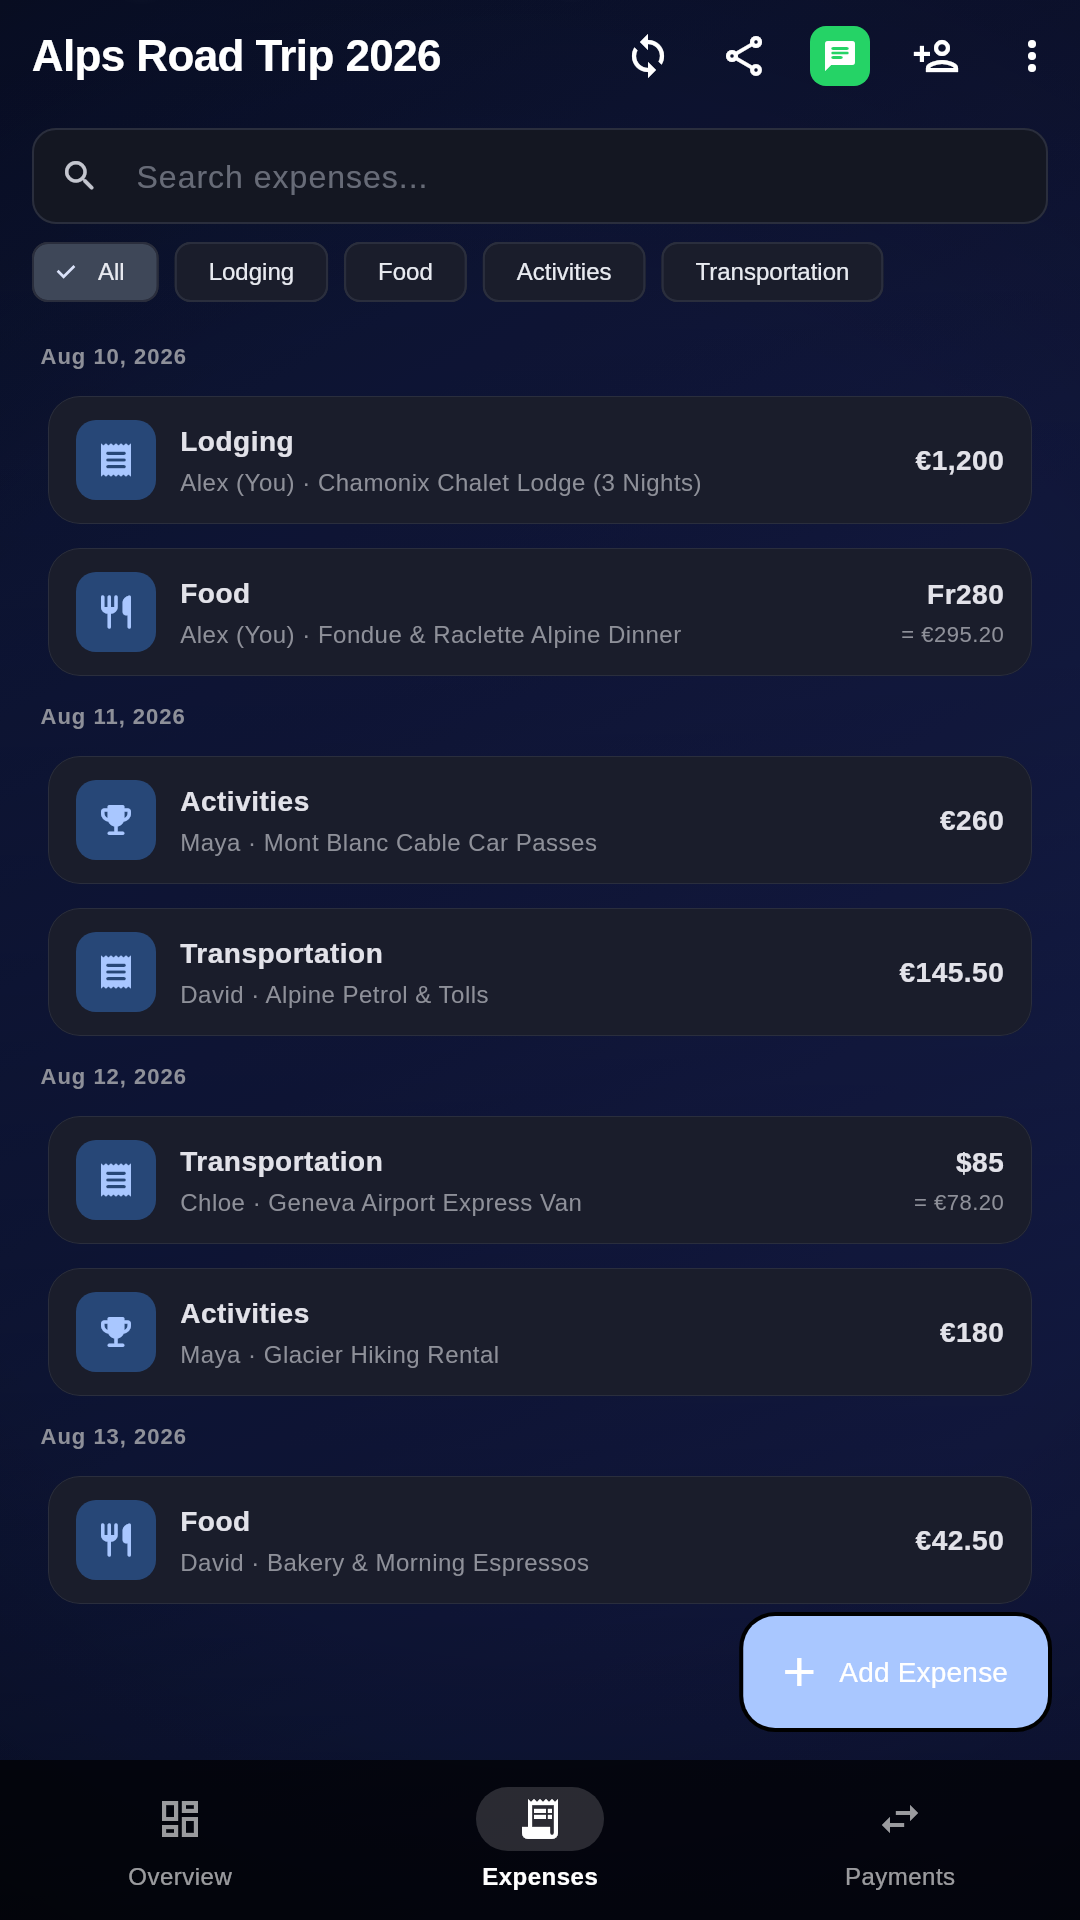 Alps Road Trip 2026
Search expenses...
All
Lodging
Food
Activities
Transportation
Aug 10, 2026
Lodging
Alex (You) · Chamonix Chalet Lodge (3 Nights)
€1,200
Food
Alex (You) · Fondue & Raclette Alpine Dinner
Fr280
= €295.20
Aug 11, 2026
Activities
Maya · Mont Blanc Cable Car Passes
€260
Transportation
David · Alpine Petrol & Tolls
€145.50
Aug 12, 2026
Transportation
Chloe · Geneva Airport Express Van
$85
= €78.20
Activities
Maya · Glacier Hiking Rental
€180
Aug 13, 2026
Food
David · Bakery & Morning Espressos
€42.50
Add Expense
Overview
Expenses
Payments